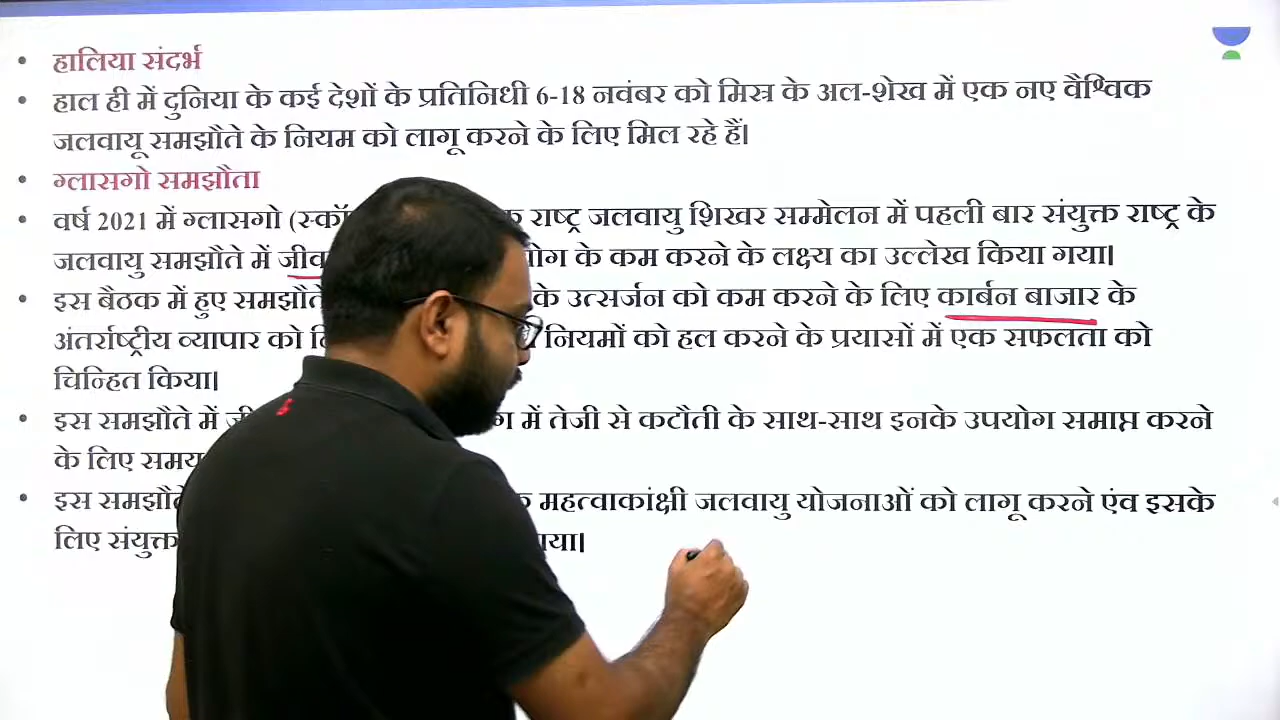 हालिया संदर्भ
हाल ही में दुनिया के कई देशों के प्रतिनिधी 6-18 नवंबर को मिस्र के अल-शेख में एक नए वैश्विक
जलवायू समझौते के नियम को लागू करने के लिए मिल रहे हैं।
ग्लासगो समझौता
वर्ष 2021 में ग्लासगो राष्ट्र जलवायु शिखर सम्मेलन में पहली बार संयुक्त राष्ट्र के
जलवायु समझौते में के कम करने के लक्ष्य का उल्लेख किया गया।
इस बैठक में हुए के उत्सर्जन को कम करने के लिए कार्बन बाजार के
अंतर्राष्ट्रीय व्यापार को नियमों को हल करने के प्रयासों में एक सफलता को
चिन्हित किया।
इस समझौते में में तेजी से कटौती के साथ-साथ इनके उपयोग समाप्त करने
के लिए
इस महत्वाकांक्षी जलवायु योजनाओं को लागू करने एंव इसके
लिए संयुक्त